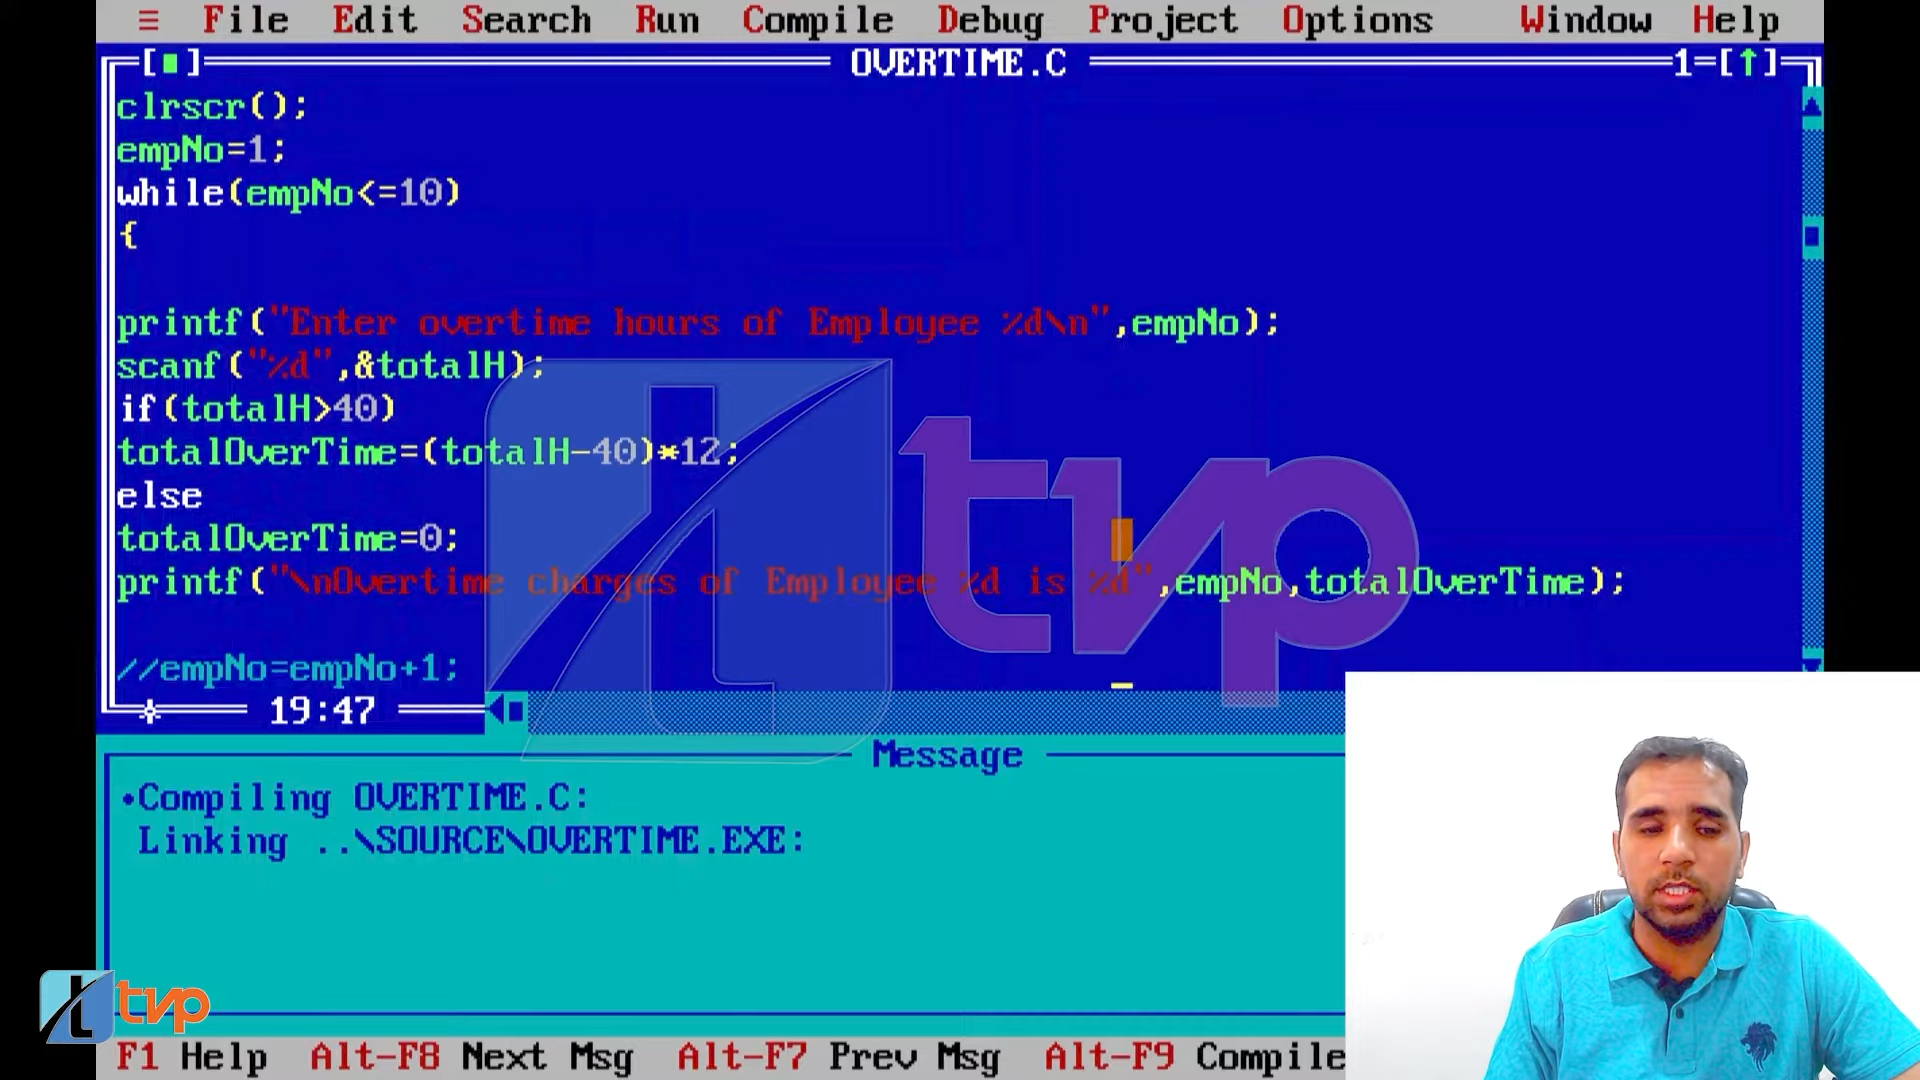 ≡ File Edit Search Run Compile Debug Project Options Window Help
[■] OVERTIME.C 1=[↑]
clrscr();
empNo=1;
while(empNo<=10)
{
printf("Enter overtime hours of Employee %d\n",empNo);
scanf("%d",&totalH);
if(totalH>40)
totalOverTime=(totalH-40)*12;
else
totalOverTime=0;
printf("\nOvertime charges of Employee %d is %d",empNo,totalOverTime);
//empNo=empNo+1;
tvp
19:47
Message
•Compiling OVERTIME.C:
Linking ..\SOURCE\OVERTIME.EXE:
tvp
F1 Help Alt-F8 Next Msg Alt-F7 Prev Msg Alt-F9 Compile